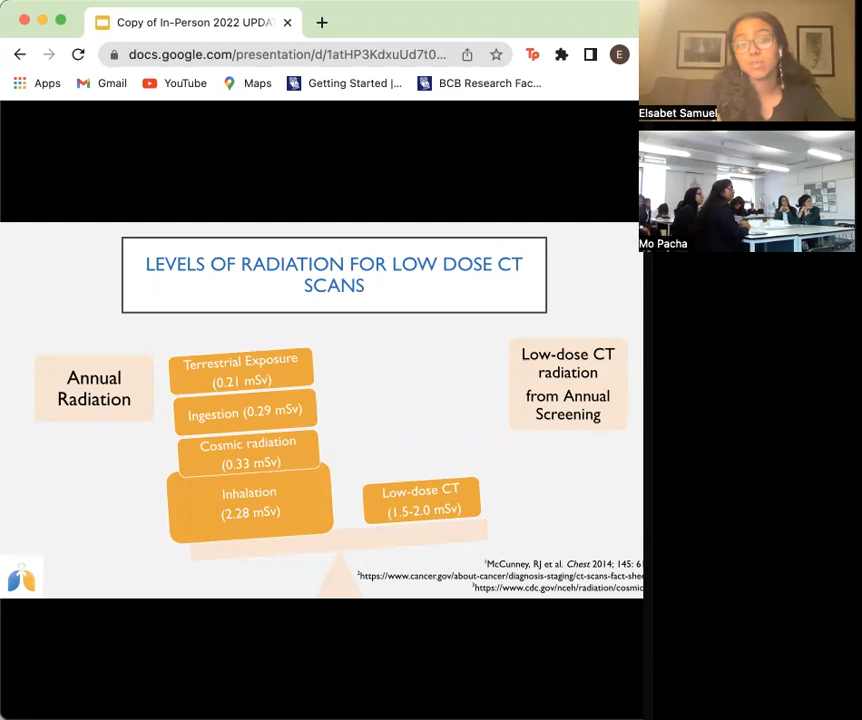 Copy of In-Person 2022 UPDA
docs.google.com/presentation/d/1atHP3KdxuUd7t0...
Tp
E
Apps
Gmail
YouTube
Maps
Getting Started |...
BCB Research Fac...
Elsabet Samuel
Mo Pacha
LEVELS OF RADIATION FOR LOW DOSE CT
SCANS
Annual
Radiation
Terrestrial Exposure
(0.21 mSv)
Ingestion (0.29 mSv)
Cosmic radiation
(0.33 mSv)
Inhalation
(2.28 mSv)
Low-dose CT
(1.5-2.0 mSv)
Low-dose CT
radiation
from Annual
Screening
¹McCunney, RJ et al. Chest 2014; 145: 6
²https://www.cancer.gov/about-cancer/diagnosis-staging/ct-scans-fact-she
³https://www.cdc.gov/nceh/radiation/cosmic